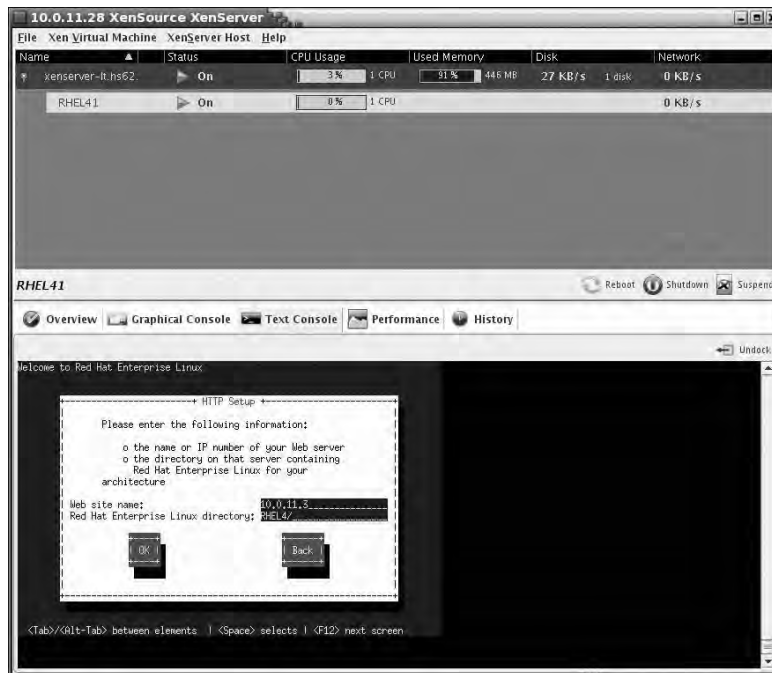 10.0.11.28 XenSource XenServer
File Xen Virtual Machine XenServer Host Help
Name Status CPU Usage Used Memory Disk Network
xenserver-lt.hs62. On 3% 1 CPU 91% 446 MB 27 KB/s 1 disk 0 KB/s
RHEL41 On 0% 1 CPU 0 KB/s
RHEL41 Reboot Shutdown Suspend
Overview Graphical Console Text Console Performance History
Undock
Welcome to Red Hat Enterprise Linux
HTTP Setup
Please enter the following information:
o the name or IP number of your Web server
o the directory on that server containing
Red Hat Enterprise Linux for your
architecture
Web site name: 10.0.11.3
Red Hat Enterprise Linux directory: RHEL4/
OK Back
<Tab>/<Alt-Tab> between elements | <Space> selects | <F12> next screen